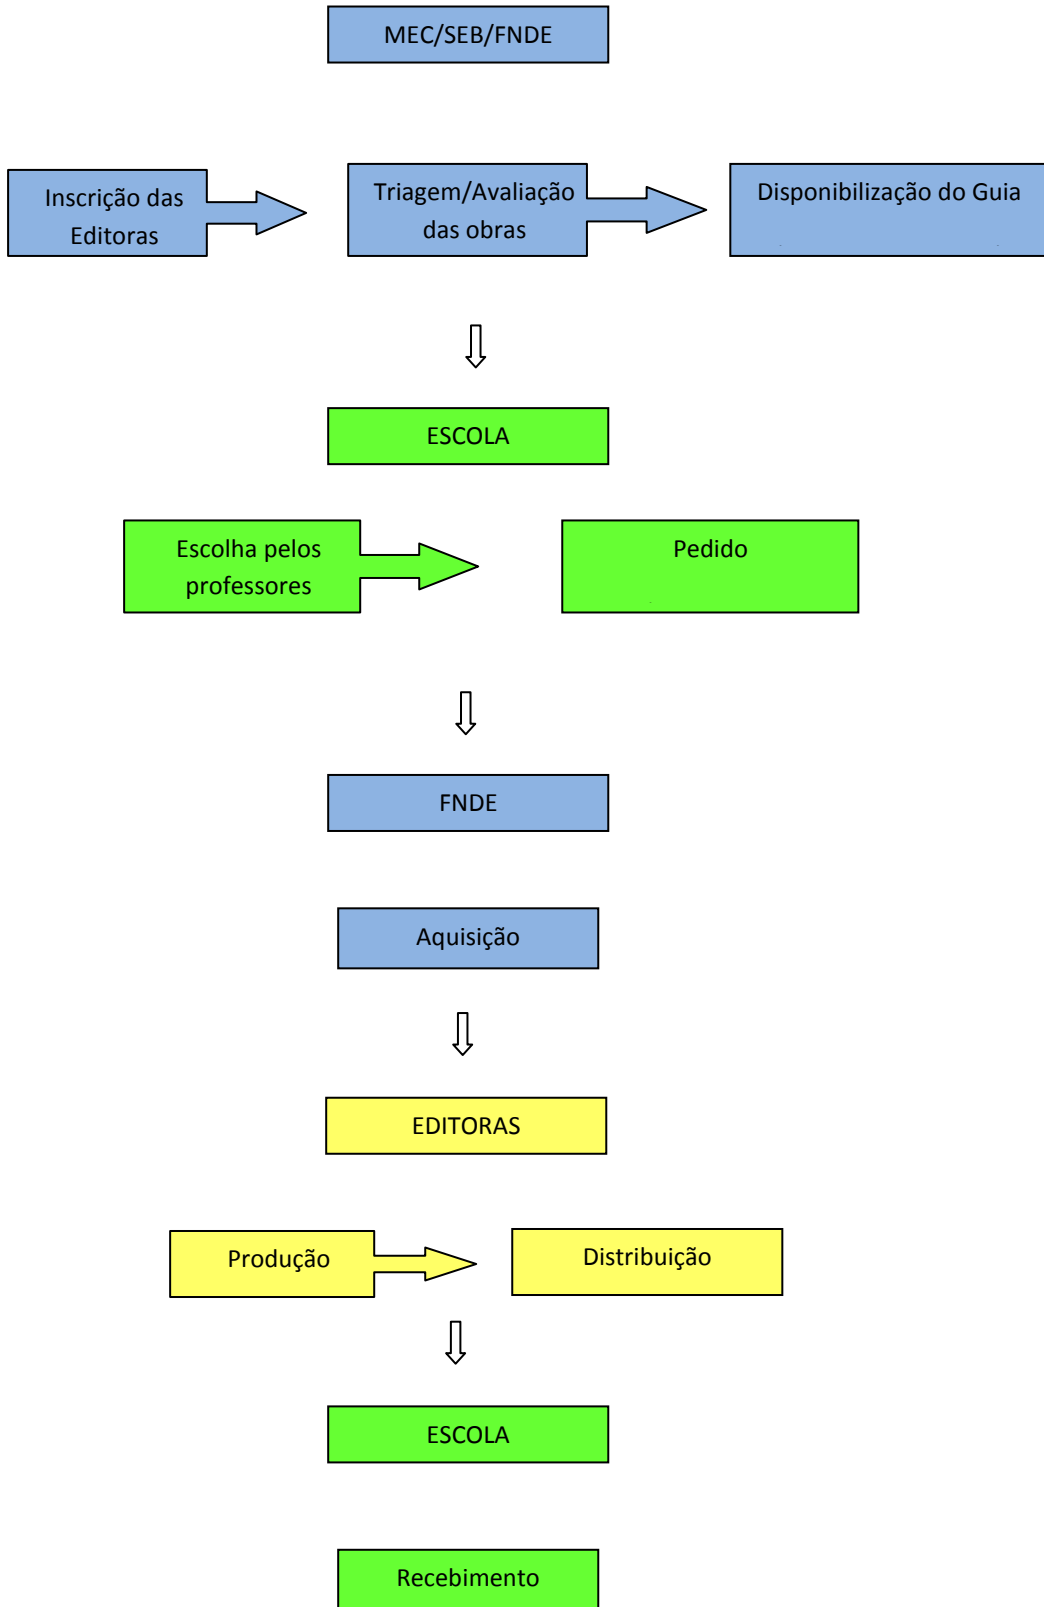 MEC/SEB/FNDE
Inscrição das
Editoras
Triagem/Avaliação
das obras
Disponibilização do Guia
ESCOLA
Escolha pelos
professores
Pedido
FNDE
Aquisição
EDITORAS
Produção
Distribuição
ESCOLA
Recebimento